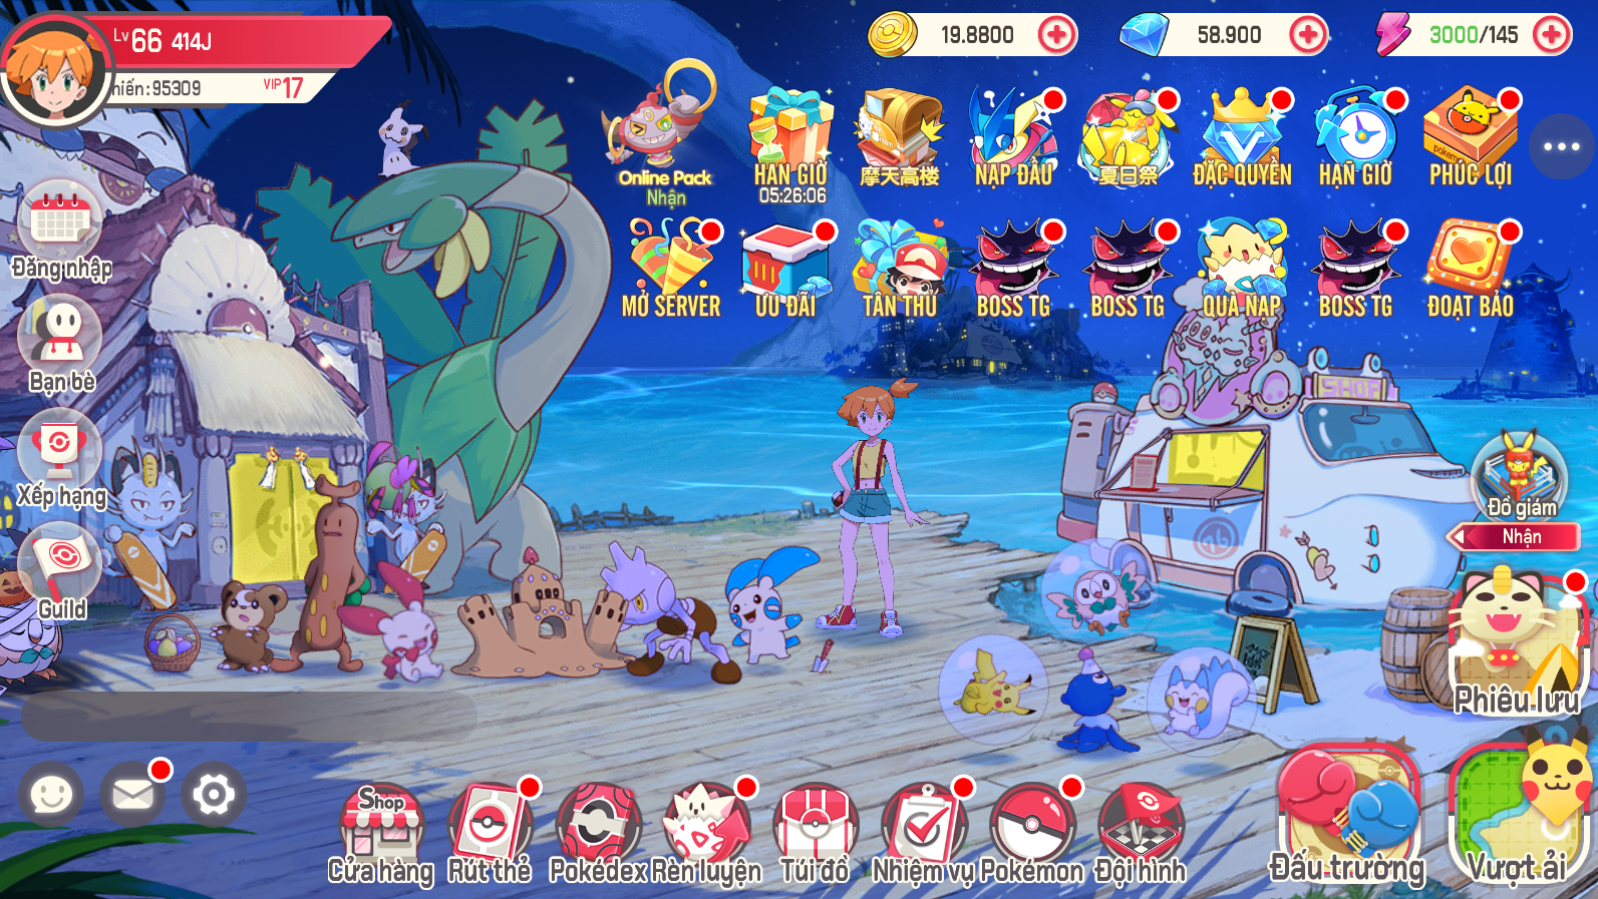 Lv66 414J
hiến:95309
VIP17
19.8800
58.900
3000/145
Online Pack
Nhận
HẠN GIỜ
05:26:06
摩天高楼
NẠP ĐẦU
夏日祭
ĐẶC QUYỀN
HẠN GIỜ
PHÚC LỢI
MỞ SERVER
ƯU ĐÃI
TÂN THỦ
BOSS TG
BOSS TG
QUÀ NẠP
BOSS TG
ĐOẠT BẢO
Đăng nhập
Bạn bè
Xếp hạng
Guild
SHOP
Đồ giám
Nhận
Phiêu lưu
Shop
Cửa hàng
Rút thẻ
Pokédex
Rèn luyện
Túi đồ
Nhiệm vụ
Pokémon
Đội hình
Đấu trường
Vượt ải